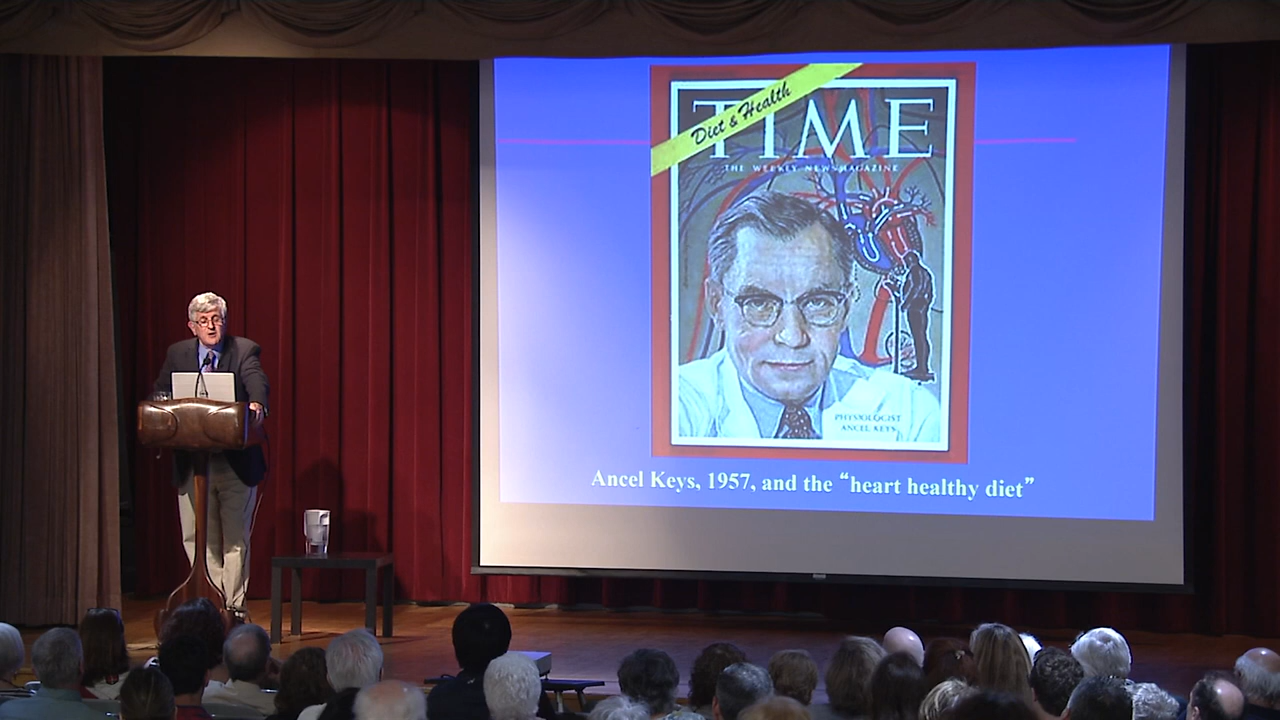 Diet & Health
TIME
THE WEEKLY NEWSMAGAZINE
PHYSIOLOGIST
ANCEL KEYS
Ancel Keys, 1957, and the “heart healthy diet”